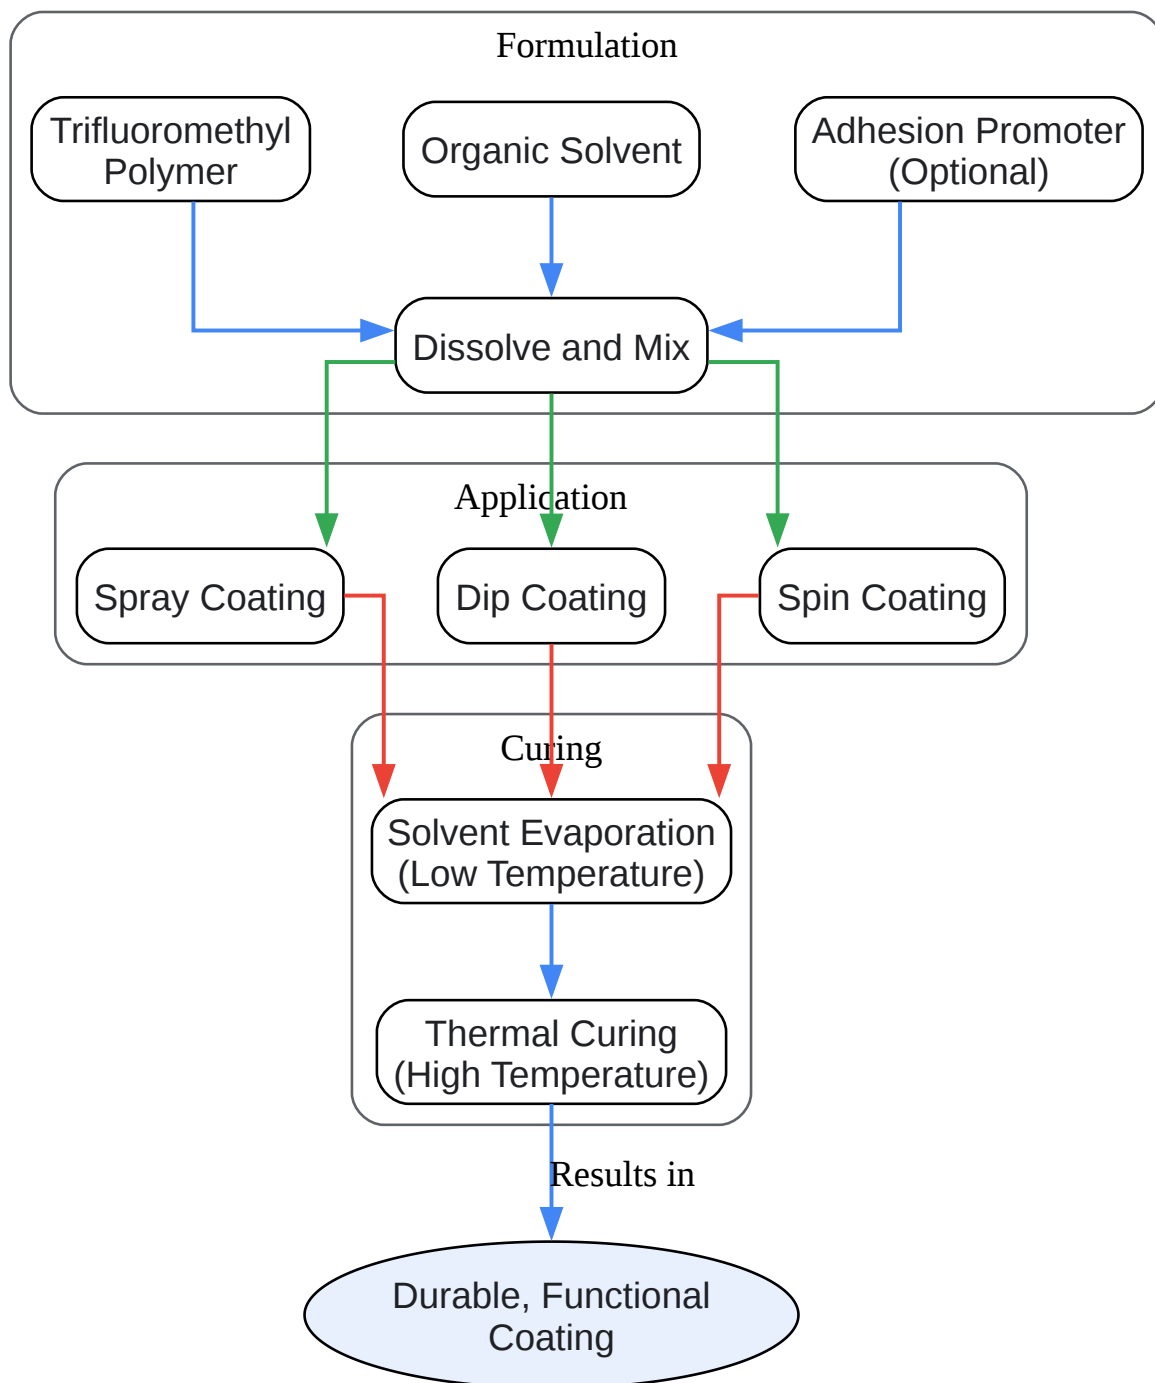 Formulation
Trifluoromethyl
Polymer
Organic Solvent
Adhesion Promoter
(Optional)
Dissolve and Mix
Application
Spray Coating
Dip Coating
Spin Coating
Curing
Solvent Evaporation
(Low Temperature)
Thermal Curing
(High Temperature)
Results in
Durable, Functional
Coating